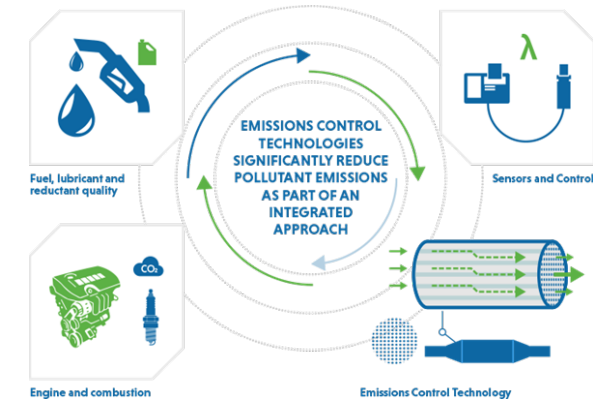 EMISSIONS CONTROL
TECHNOLOGIES
SIGNIFICANTLY REDUCE
POLLUTANT EMISSIONS
AS PART OF AN
INTEGRATED
APPROACH
λ
Fuel, lubricant and
reductant quality
Sensors and Control
CO₂
Engine and combustion
Emissions Control Technology